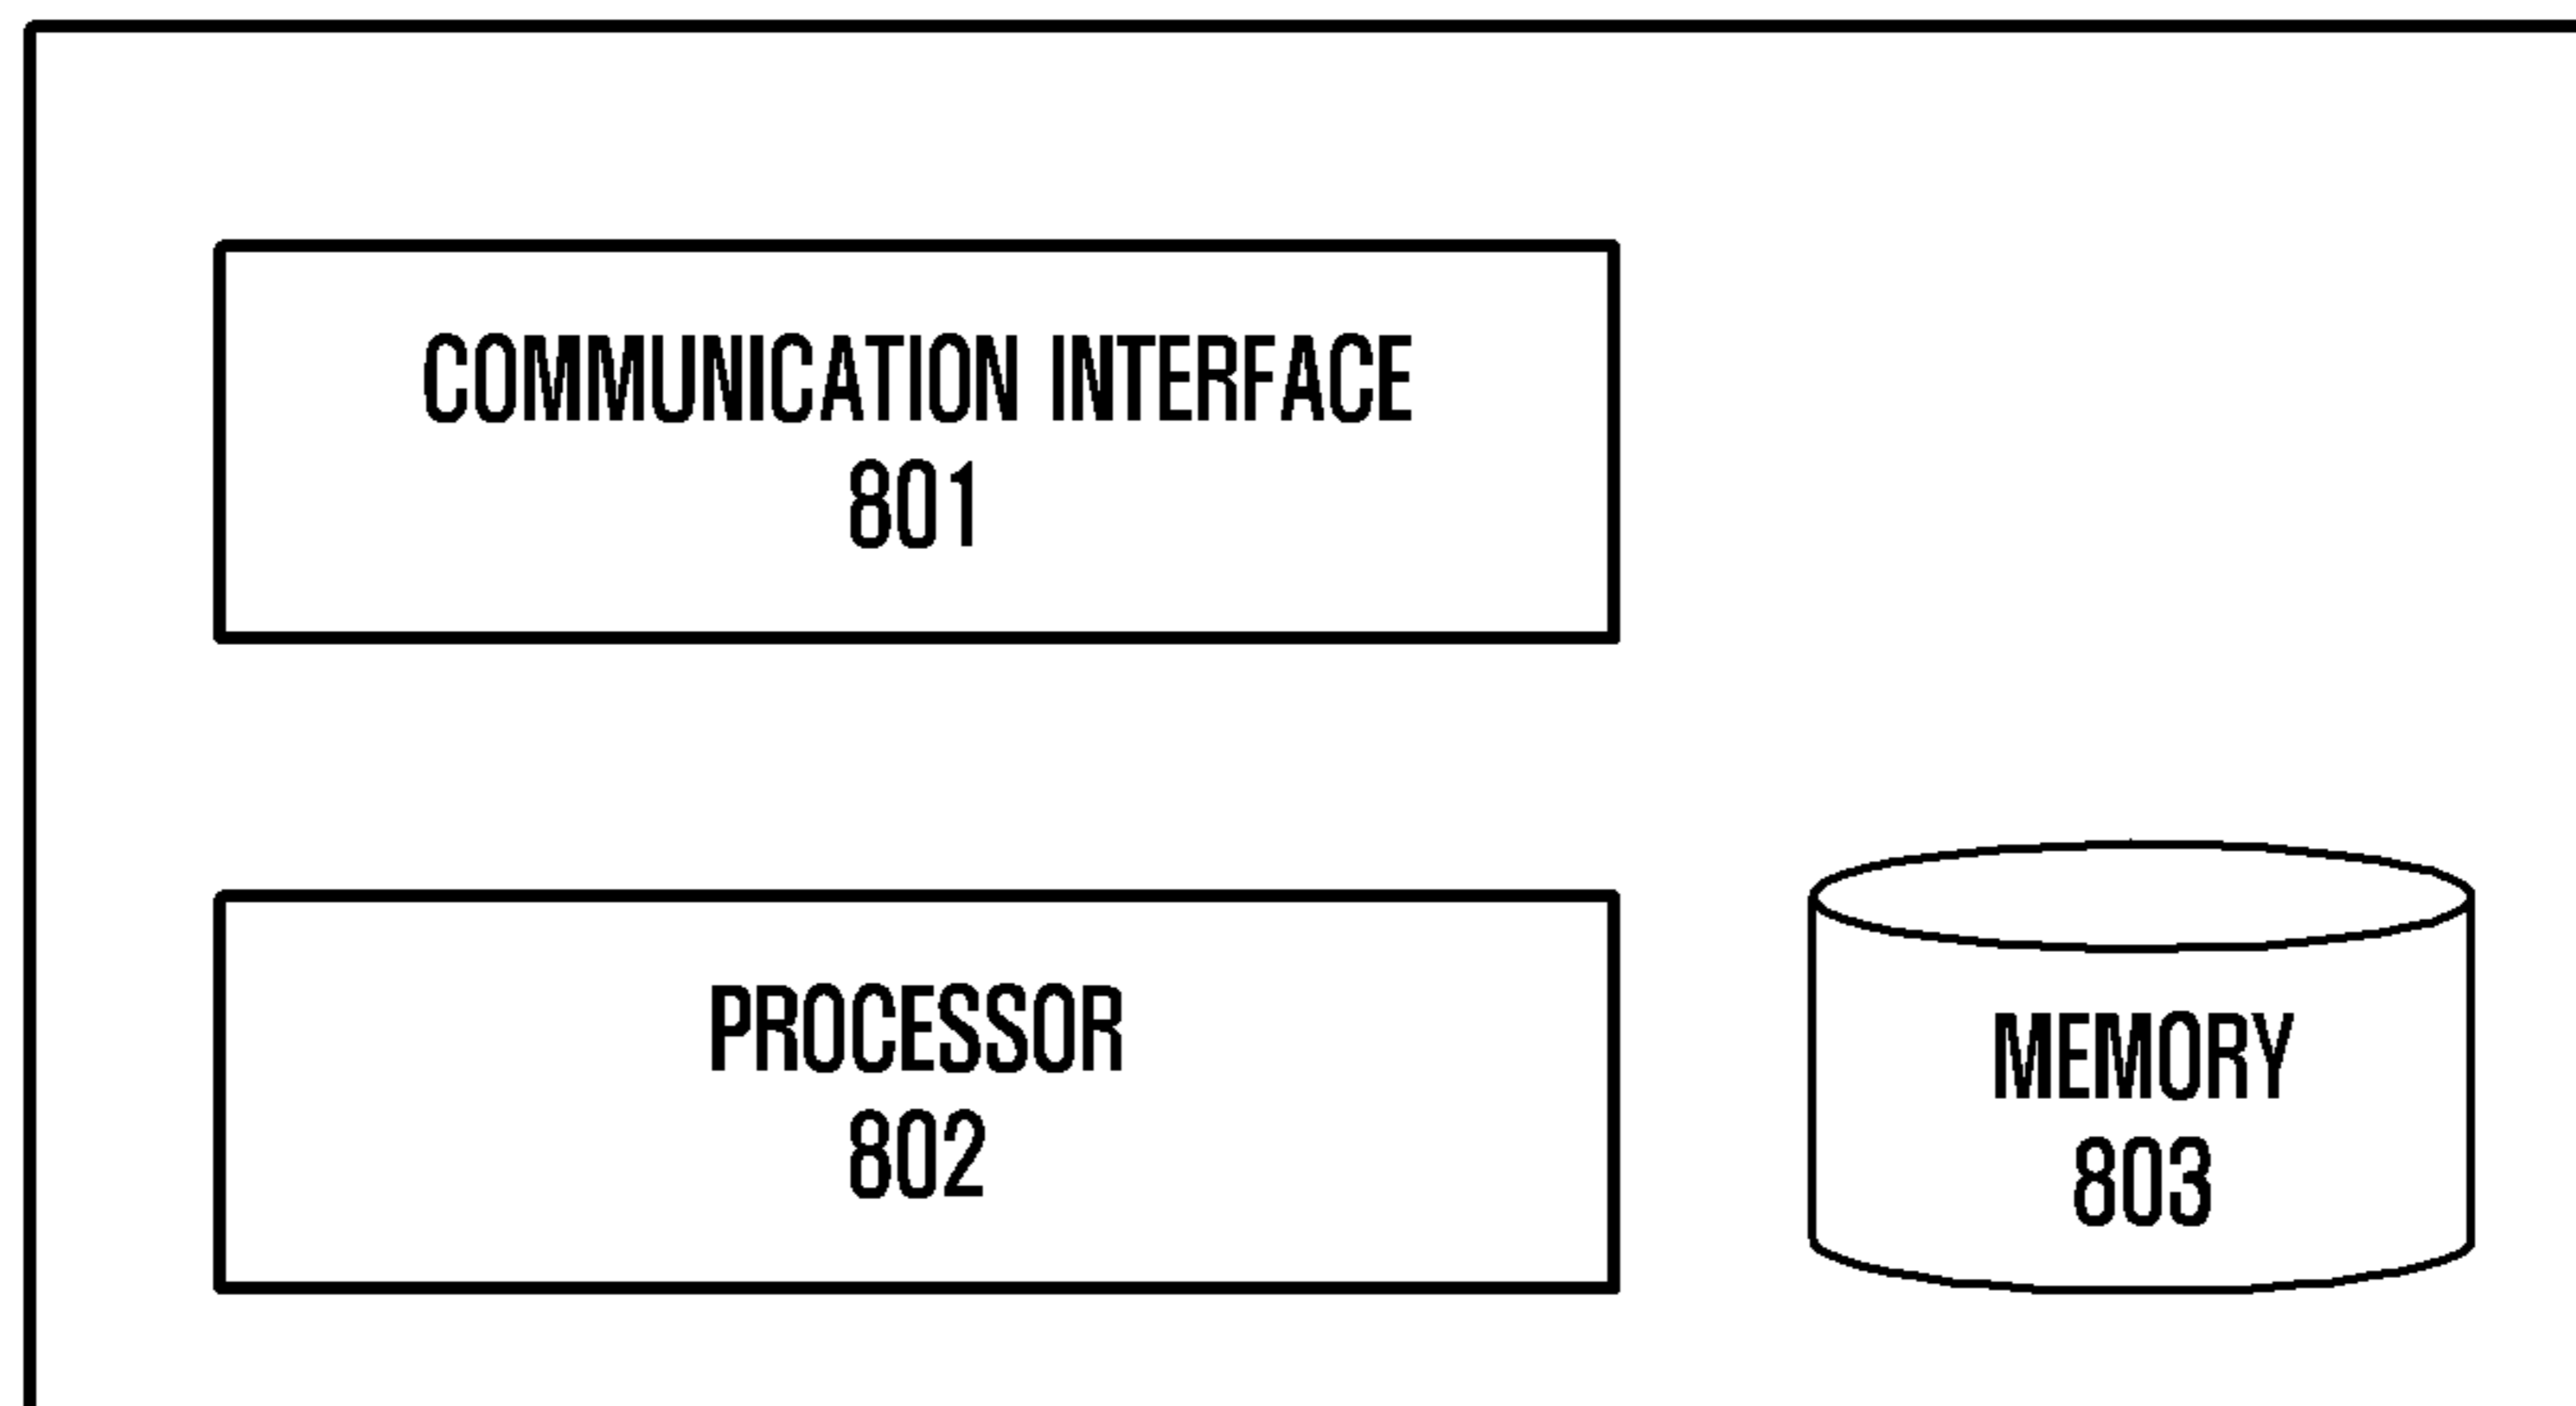 COMMUNICATION INTERFACE
801
PROCESSOR
802
MEMORY
803